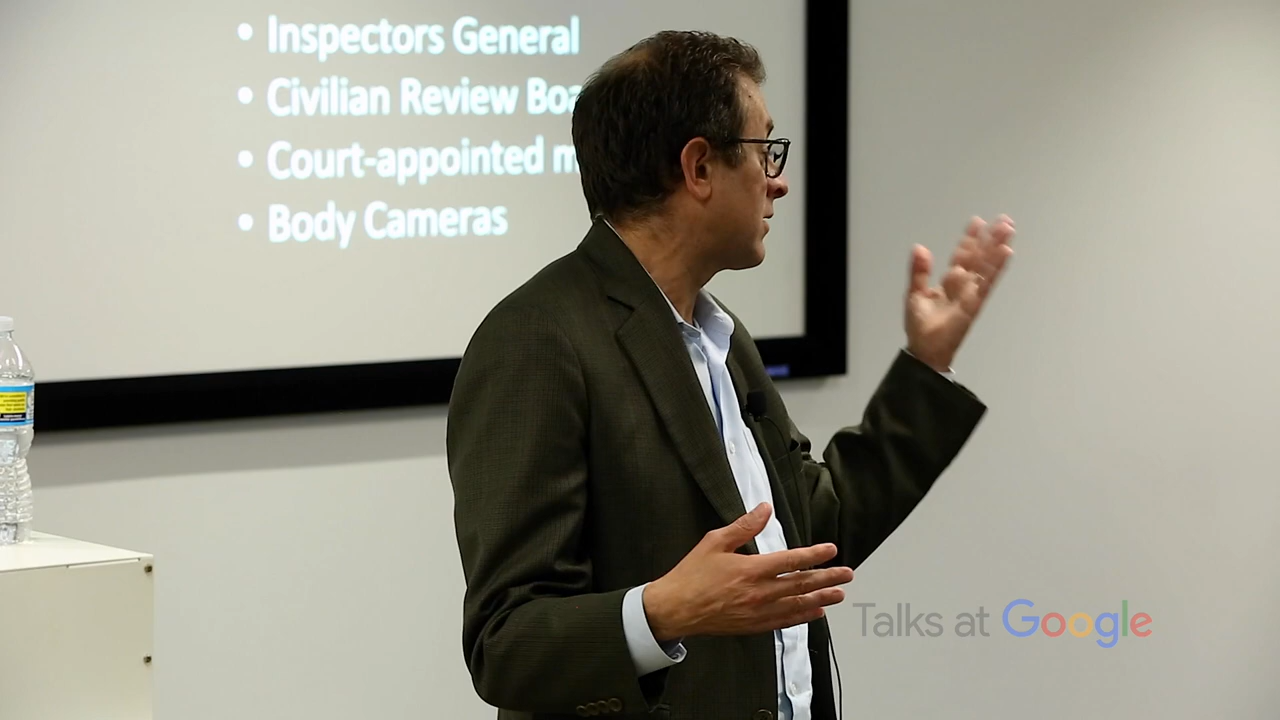 • Inspectors General
• Civilian Review Boa
• Court-appointed m
• Body Cameras
Talks at Google